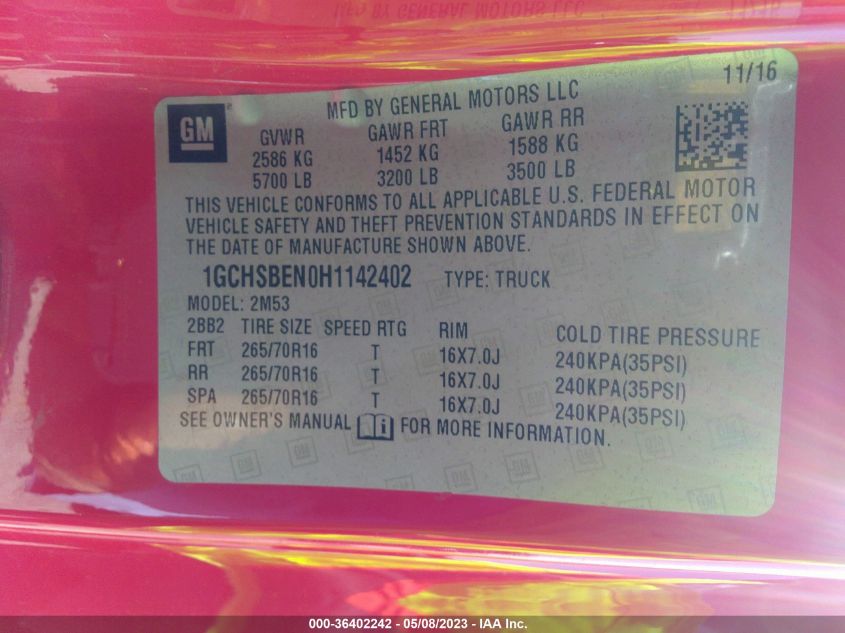 MFD BY GENERAL MOTORS LLC
11/16
GM
GVWR GAWR FRT GAWR RR
2586 KG 1452 KG 1588 KG
5700 LB 3200 LB 3500 LB
THIS VEHICLE CONFORMS TO ALL APPLICABLE U.S. FEDERAL MOTOR
VEHICLE SAFETY AND THEFT PREVENTION STANDARDS IN EFFECT ON
THE DATE OF MANUFACTURE SHOWN ABOVE.
1GCHSBEN0H1142402 TYPE: TRUCK
MODEL: 2M53
2BB2 TIRE SIZE SPEED RTG RIM COLD TIRE PRESSURE
FRT 265/70R16 T 16X7.0J 240KPA(35PSI)
RR 265/70R16 T 16X7.0J 240KPA(35PSI)
SPA 265/70R16 T 16X7.0J 240KPA(35PSI)
SEE OWNER'S MANUAL i FOR MORE INFORMATION.
000-36402242 - 05/08/2023 - IAA Inc.